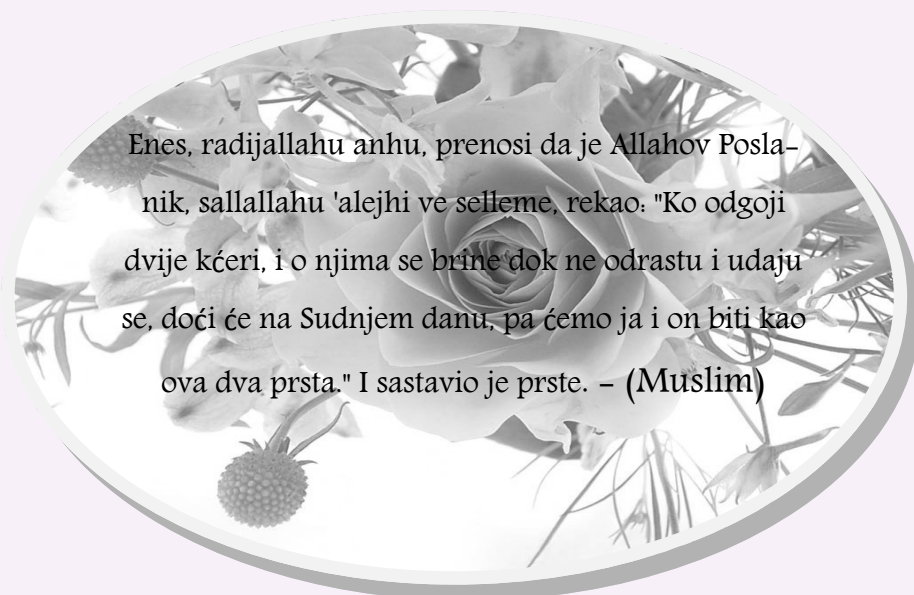 Enes, radijallahu anhu, prenosi da je Allahov Posla-
nik, sallallahu 'alejhi ve selleme, rekao: "Ko odgoji
dvije kćeri, i o njima se brine dok ne odrastu i udaju
se, doći će na Sudnjem danu, pa ćemo ja i on biti kao
ova dva prsta." I sastavio je prste. – (Muslim)